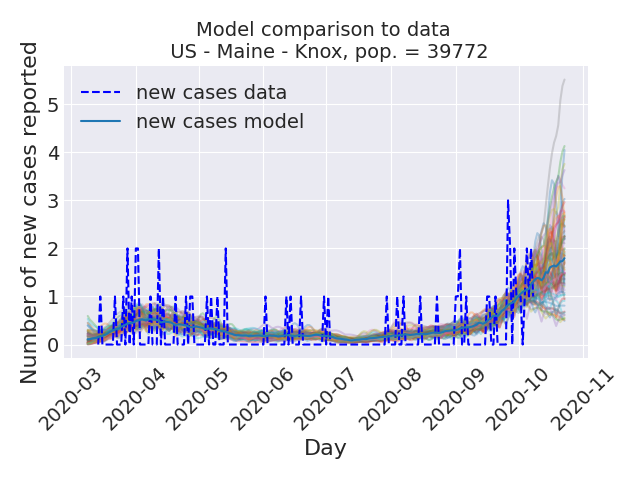 Model comparison to data
US - Maine - Knox, pop. = 39772
new cases data
new cases model
Number of new cases reported
5
4
3
2
1
0
2020-03
2020-04
2020-05
2020-06
2020-07
2020-08
2020-09
2020-10
2020-11
Day